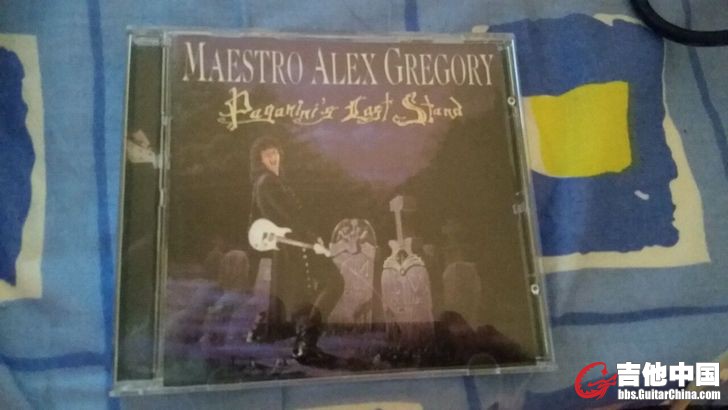 MAESTRO ALEX GREGORY
Paganini's Last Stand
吉他中国
bbs.GuitarChina.com